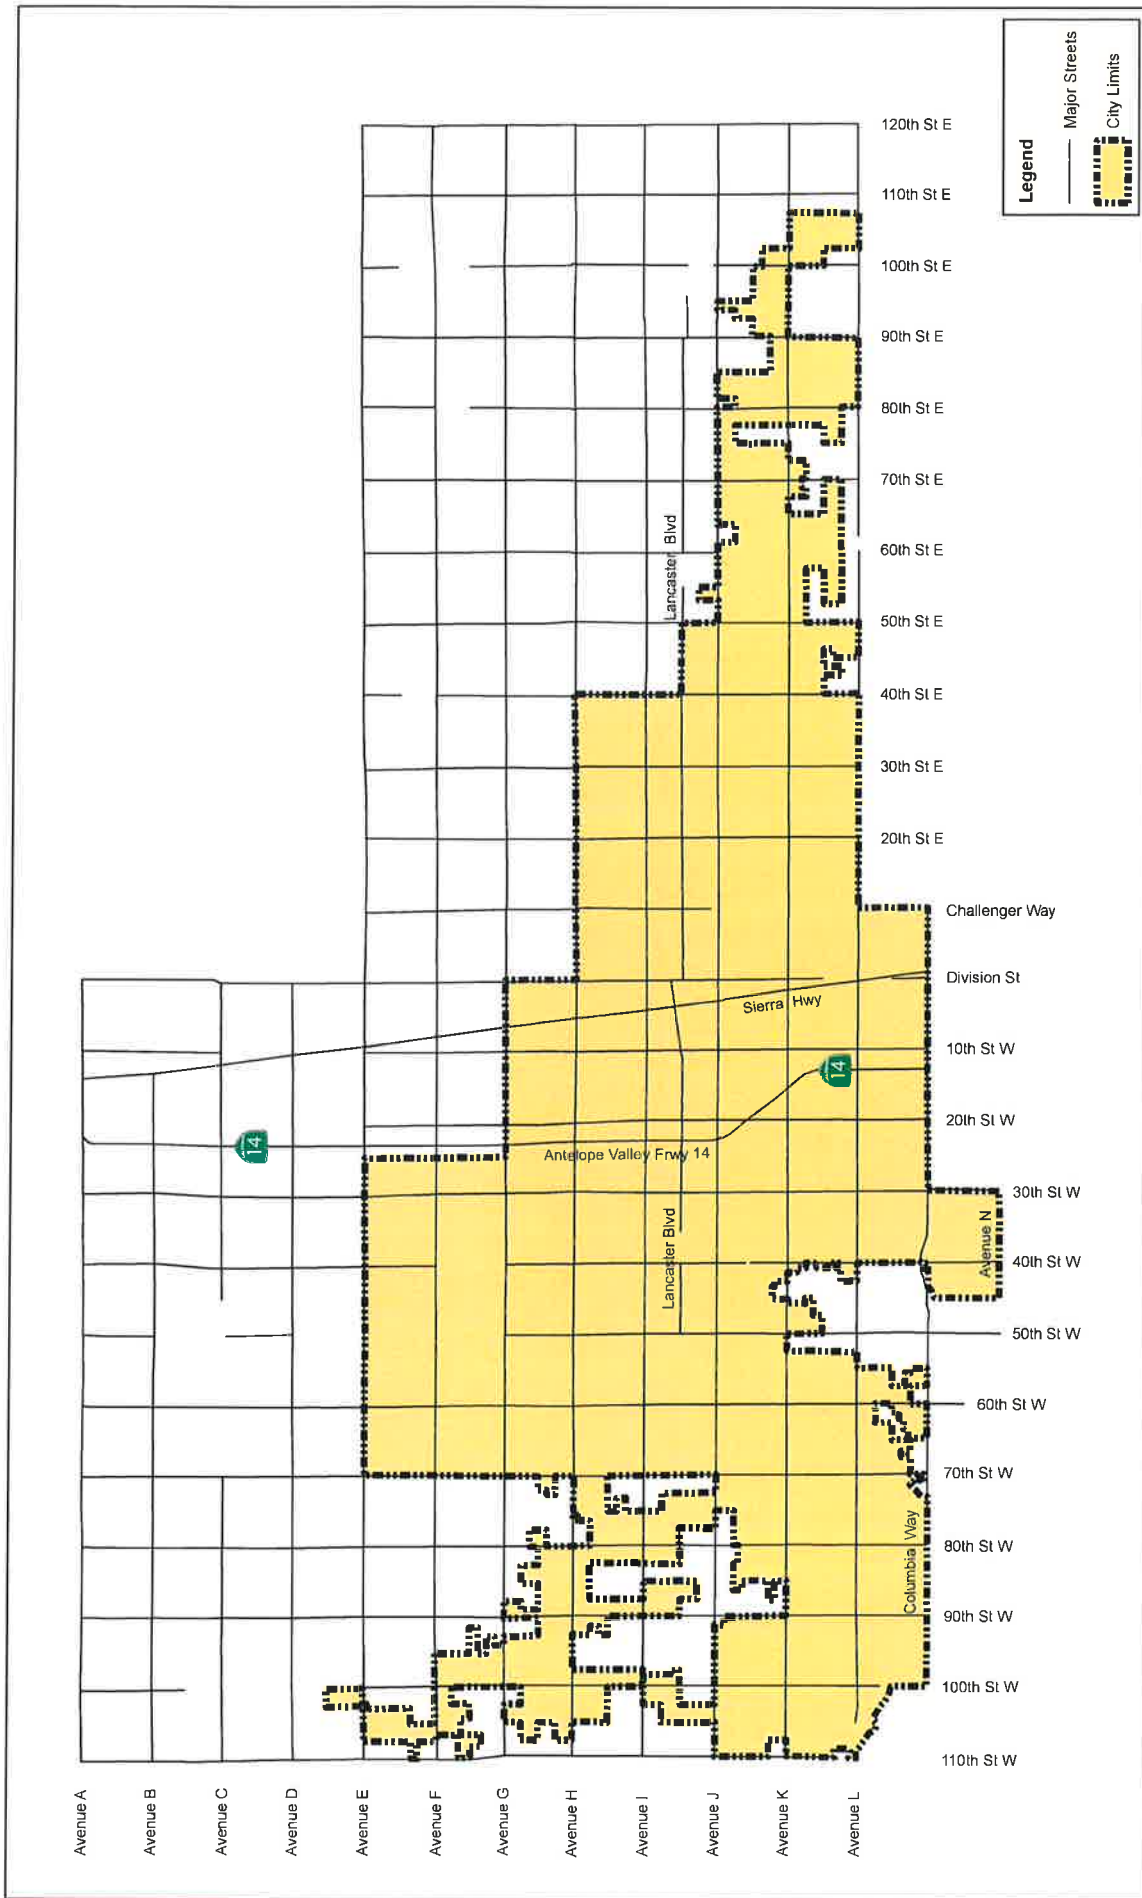 Legend
Major Streets
City Limits
120th St E
110th St E
100th St E
90th St E
80th St E
70th St E
60th St E
50th St E
40th St E
30th St E
20th St E
Challenger Way
Division St
10th St W
20th St W
30th St W
40th St W
50th St W
60th St W
70th St W
80th St W
90th St W
100th St W
110th St W
Lancaster Blvd
Sierra Hwy
14
14
Antelope Valley Frwy 14
Lancaster Blvd
Avenue N
Columbia Way
Avenue A
Avenue B
Avenue C
Avenue D
Avenue E
Avenue F
Avenue G
Avenue H
Avenue I
Avenue J
Avenue K
Avenue L